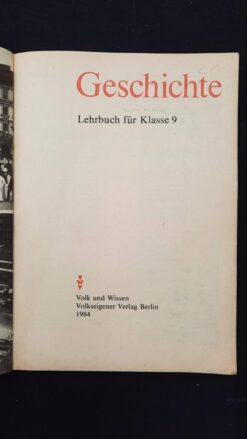 Geschichte
Lehrbuch für Klasse 9
Volk und Wissen
Volkseigener Verlag Berlin
1984